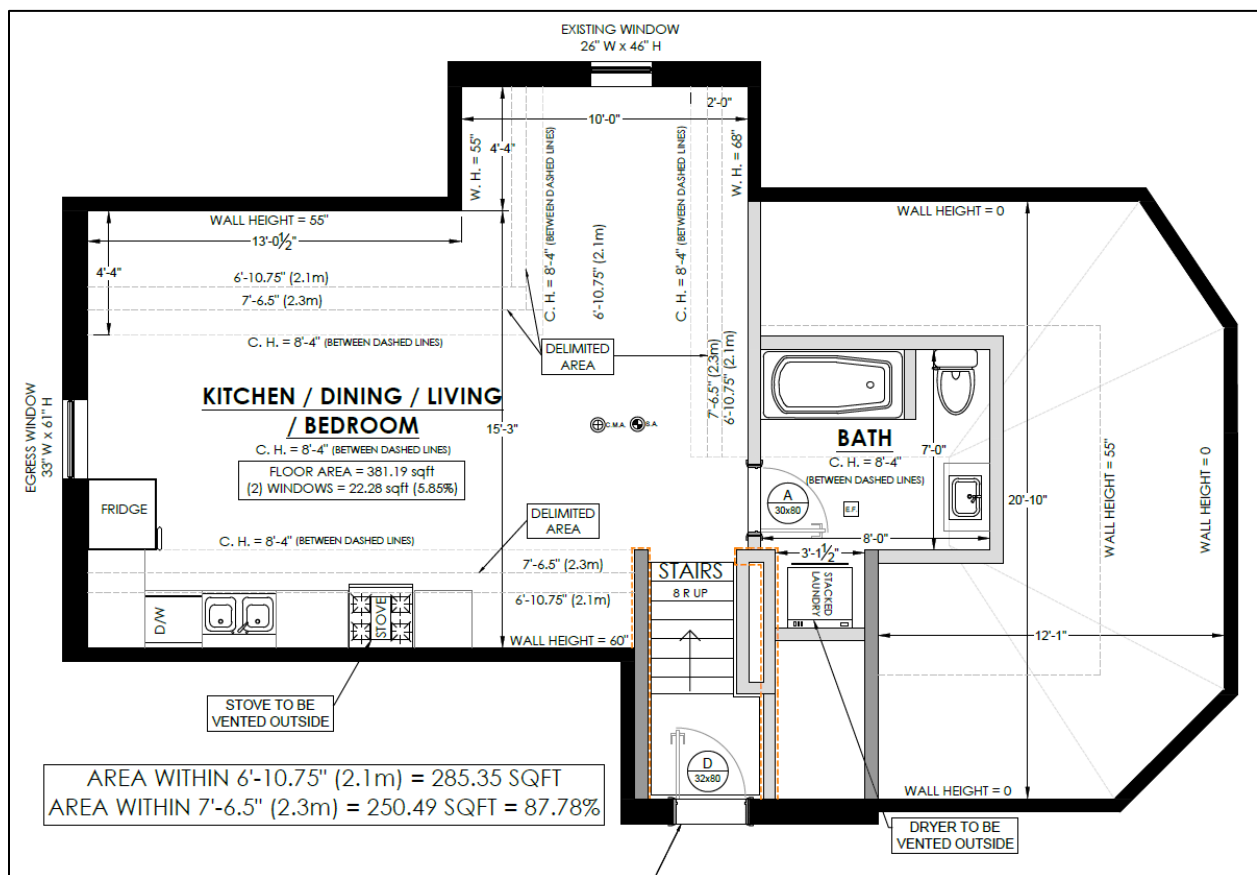 EXISTING WINDOW
26" W x 46" H
2'-0"
10'-0"
W. H. = 55"
4'-4"
C. H. = 8'-4" (BETWEEN DASHED LINES)
6'-10.75" (2.1m)
C. H. = 8'-4" (BETWEEN DASHED LINES)
W. H. = 68"
WALL HEIGHT = 55"
13'-0½"
4'-4"
6'-10.75" (2.1m)
7'-6.5" (2.3m)
C. H. = 8'-4" (BETWEEN DASHED LINES)
DELIMITED
AREA
7'-6.5" (2.3m)
6'-10.75" (2.1m)
WALL HEIGHT = 0
KITCHEN / DINING / LIVING
/ BEDROOM
15'-3"
C. H. = 8'-4" (BETWEEN DASHED LINES)
FLOOR AREA = 381.19 sqft
(2) WINDOWS = 22.28 sqft (5.85%)
C.M.A.
S.A.
EGRESS WINDOW
33" W x 61" H
FRIDGE
BATH
C. H. = 8'-4"
(BETWEEN DASHED LINES)
7'-0"
A
30x80
E.F.
8'-0"
20'-10"
WALL HEIGHT = 55"
WALL HEIGHT = 0
DELIMITED
AREA
C. H. = 8'-4" (BETWEEN DASHED LINES)
7'-6.5" (2.3m)
6'-10.75" (2.1m)
D/W
STOVE
WALL HEIGHT = 60"
STAIRS
8 R UP
3'-1½"
STACKED
LAUNDRY
12'-1"
STOVE TO BE
VENTED OUTSIDE
D
32x80
WALL HEIGHT = 0
DRYER TO BE
VENTED OUTSIDE
AREA WITHIN 6'-10.75" (2.1m) = 285.35 SQFT
AREA WITHIN 7'-6.5" (2.3m) = 250.49 SQFT = 87.78%